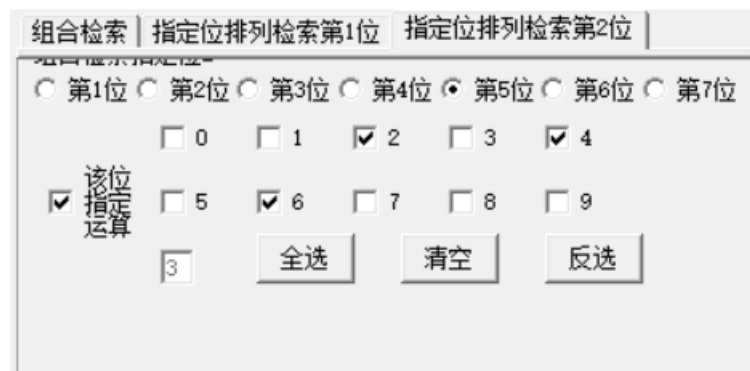 组合检索 指定位排列检索第1位 指定位排列检索第2位
第1位 第2位 第3位 第4位 第5位 第6位 第7位
0 1 2 3 4
该位
指定
运算
5 6 7 8 9
3 全选 清空 反选